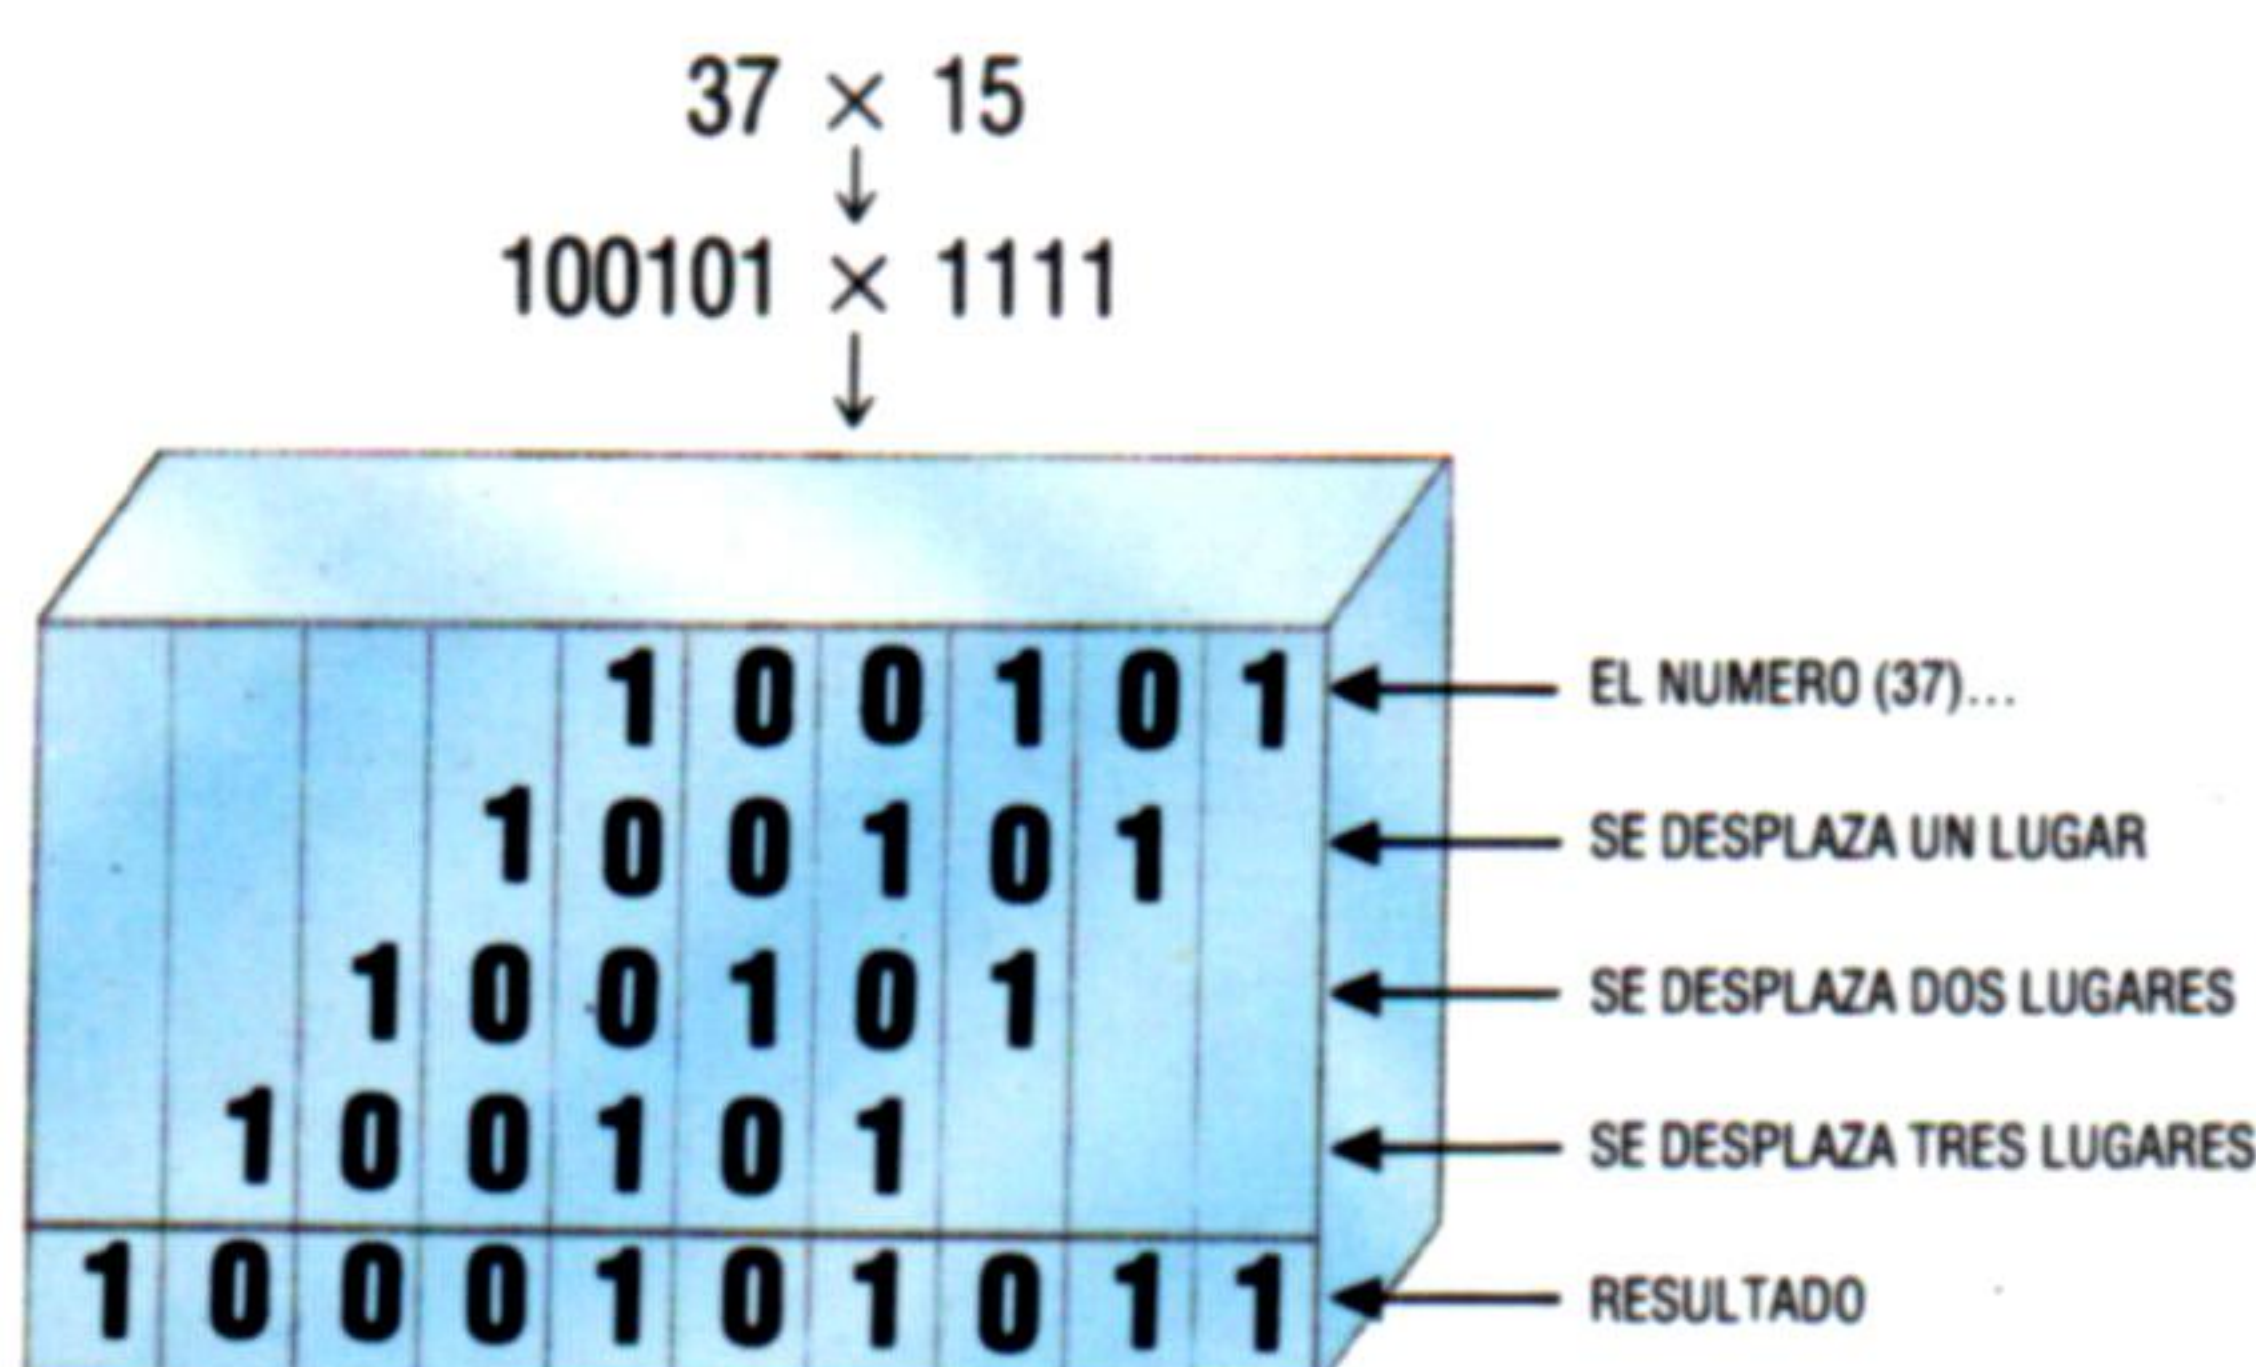 37 × 15
100101 × 1111
1 0 0 1 0 1 EL NUMERO (37)...
1 0 0 1 0 1 SE DESPLAZA UN LUGAR
1 0 0 1 0 1 SE DESPLAZA DOS LUGARES
1 0 0 1 0 1 SE DESPLAZA TRES LUGARES
1 0 0 0 1 0 1 0 1 1 RESULTADO